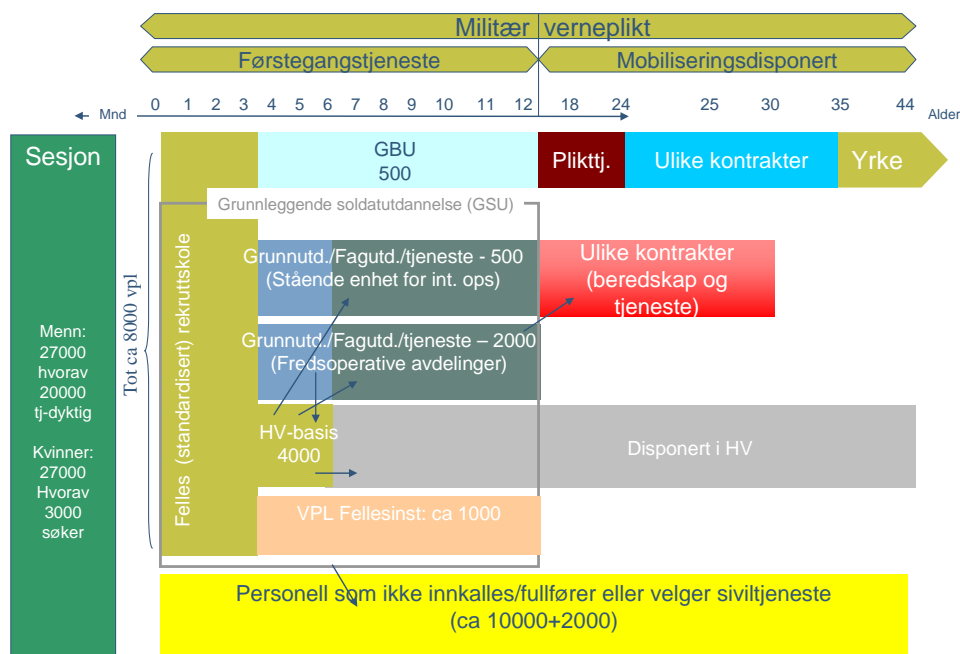 Militær verneplikt
Førstegangstjeneste
Mobiliseringsdisponert
Mnd
0 1 2 3 4 5 6 7 8 9 10 11 12 18 24 25 30 35 44
Alder
Sesjon
Menn:
27000
hvorav
20000
tj-dyktig
Kvinner:
27000
Hvorav
3000
søker
Tot ca 8000 vpl
Felles (standardisert) rekruttskole
GBU
500
Plikttj.
Ulike kontrakter
Yrke
Grunnleggende soldatutdannelse (GSU)
Grunnutd./Fagutd./tjeneste - 500
(Stående enhet for int. ops)
Ulike kontrakter
(beredskap og
tjeneste)
Grunnutd./Fagutd./tjeneste – 2000
(Fredsoperative avdelinger)
HV-basis
4000
Disponert i HV
VPL Fellesinst: ca 1000
Personell som ikke innkalles/fullfører eller velger siviltjeneste
(ca 10000+2000)